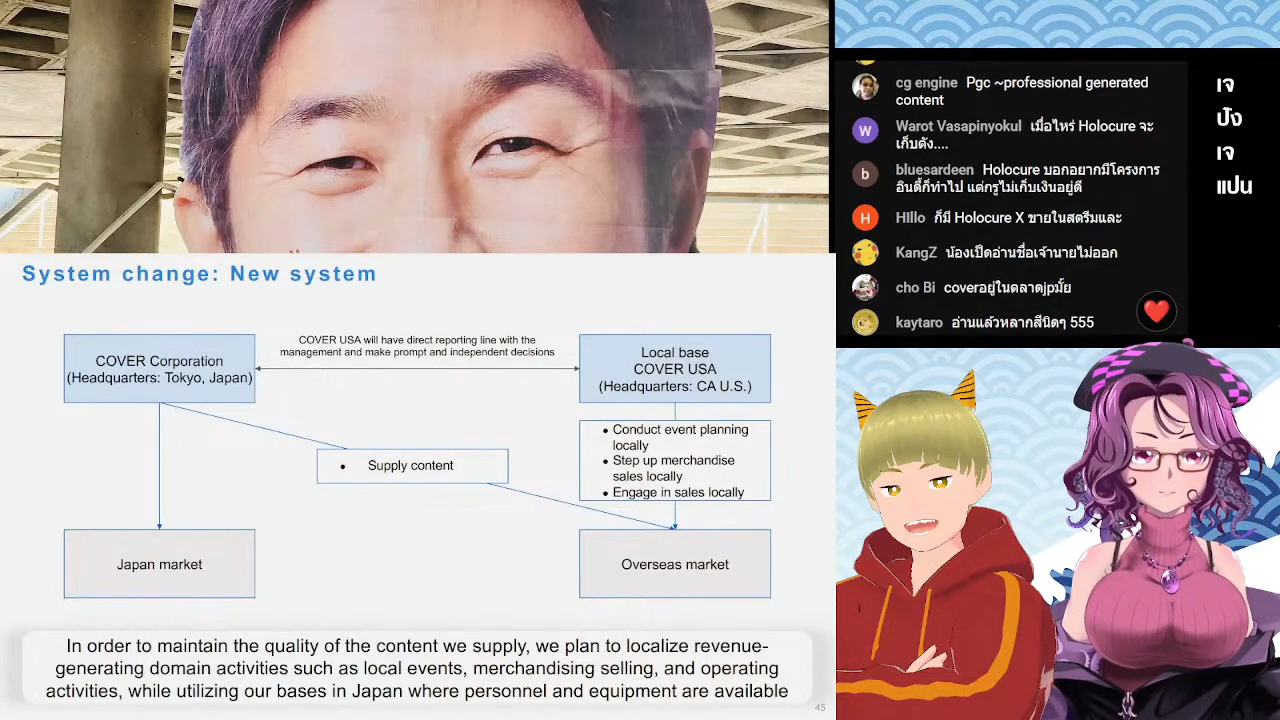 System change: New system
COVER Corporation
(Headquarters: Tokyo, Japan)
COVER USA will have direct reporting line with the
management and make prompt and independent decisions
Local base
COVER USA
(Headquarters: CA U.S.)
• Conduct event planning
locally
• Step up merchandise
sales locally
• Engage in sales locally
• Supply content
Japan market
Overseas market
In order to maintain the quality of the content we supply, we plan to localize revenue-
generating domain activities such as local events, merchandising selling, and operating
activities, while utilizing our bases in Japan where personnel and equipment are available
45
cg engine Pgc ~professional generated
content
W
Warot Vasapinyokul เมื่อไหร่ Holocure จะ
เก็บตัง....
b
bluesardeen Holocure บอกอยากมีโครงการ
อินดี้ก็ทำไป แต่กรูไม่เก็บเงินอยู่ดี
H
HIllo ก็มี Holocure X ขายในสตรีมและ
KangZ น้องเป็ดอ่านชื่อเจ้านายไม่ออก
cho Bi coverอยู่ในตลาดjpมั้ย
kaytaro อ่านแล้วหลากสีนิดๆ 555
เจ
ปัง
เจ
แปน